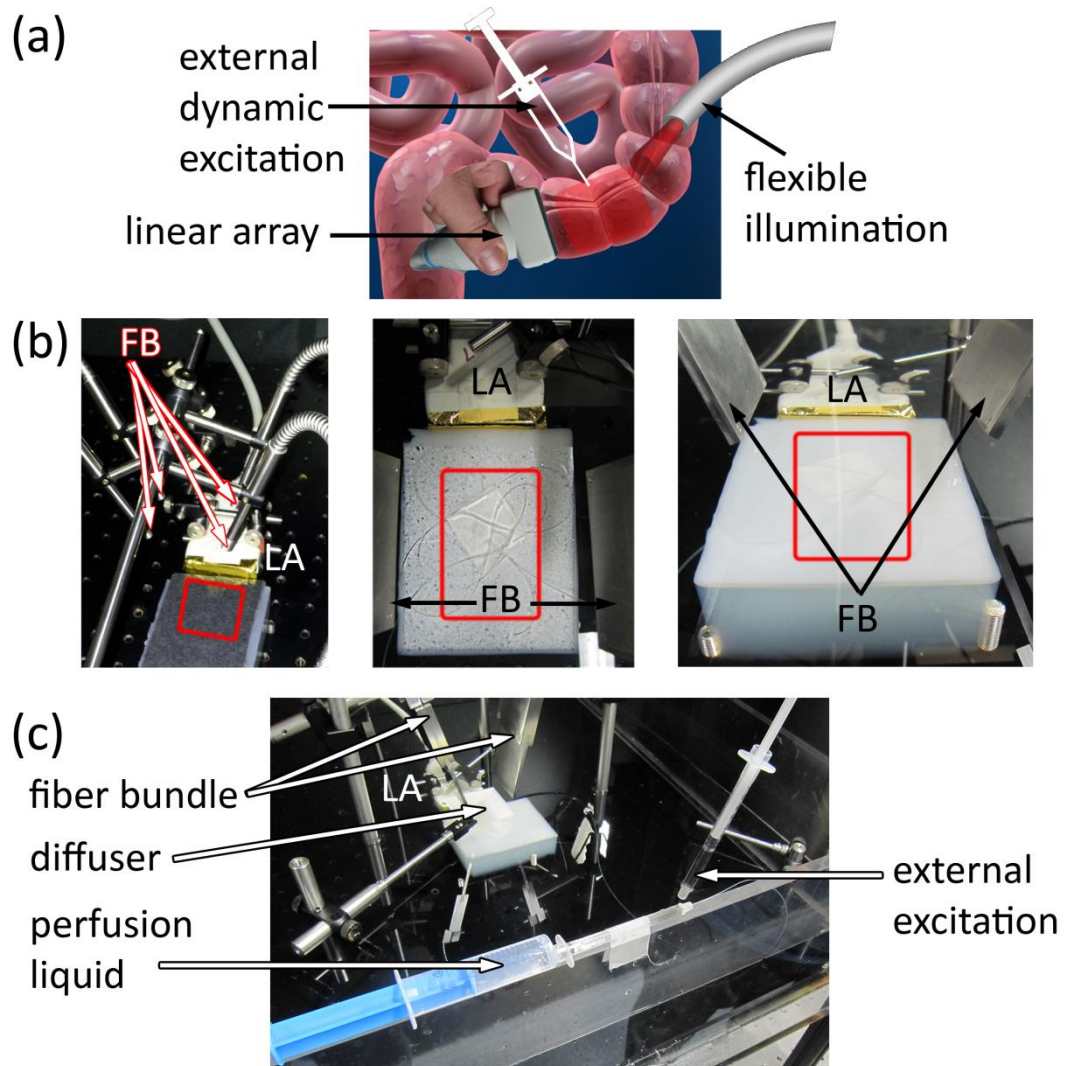 (a)
external
dynamic
excitation
linear array
flexible
illumination
(b)
FB
LA
LA
FB
LA
FB
(c)
fiber bundle
LA
diffuser
perfusion
liquid
external
excitation